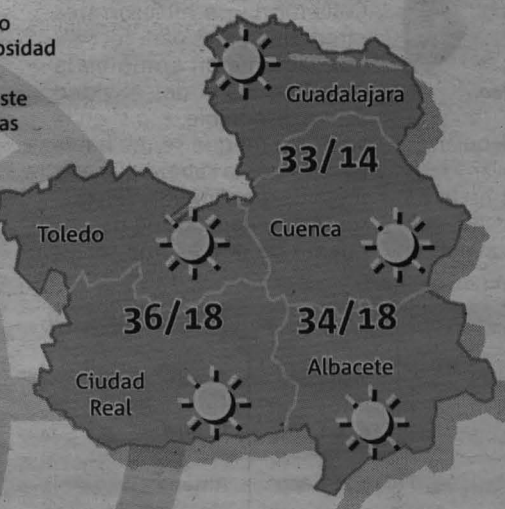 o
osidad
ste
as
Guadalajara
33/14
Toledo
Cuenca
36/18
34/18
Ciudad
Real
Albacete